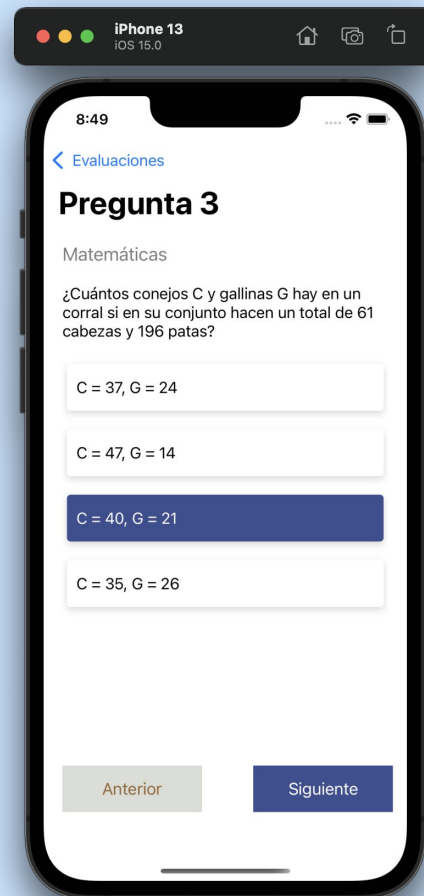 iPhone 13
iOS 15.0
8:49
Evaluaciones
Pregunta 3
Matemáticas
¿Cuántos conejos C y gallinas G hay en un
corral si en su conjunto hacen un total de 61
cabezas y 196 patas?
C = 37, G = 24
C = 47, G = 14
C = 40, G = 21
C = 35, G = 26
Anterior
Siguiente